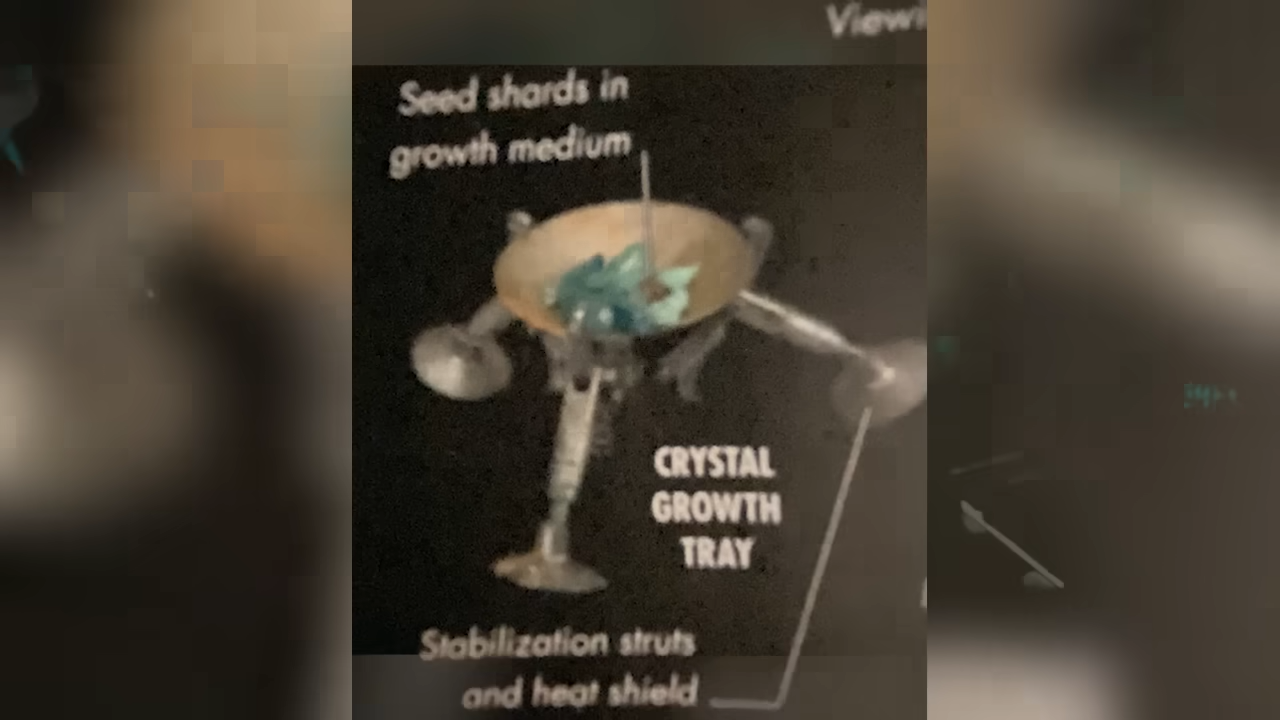 Seed shards in
growth medium
CRYSTAL
GROWTH
TRAY
Stabilization struts
and heat shield